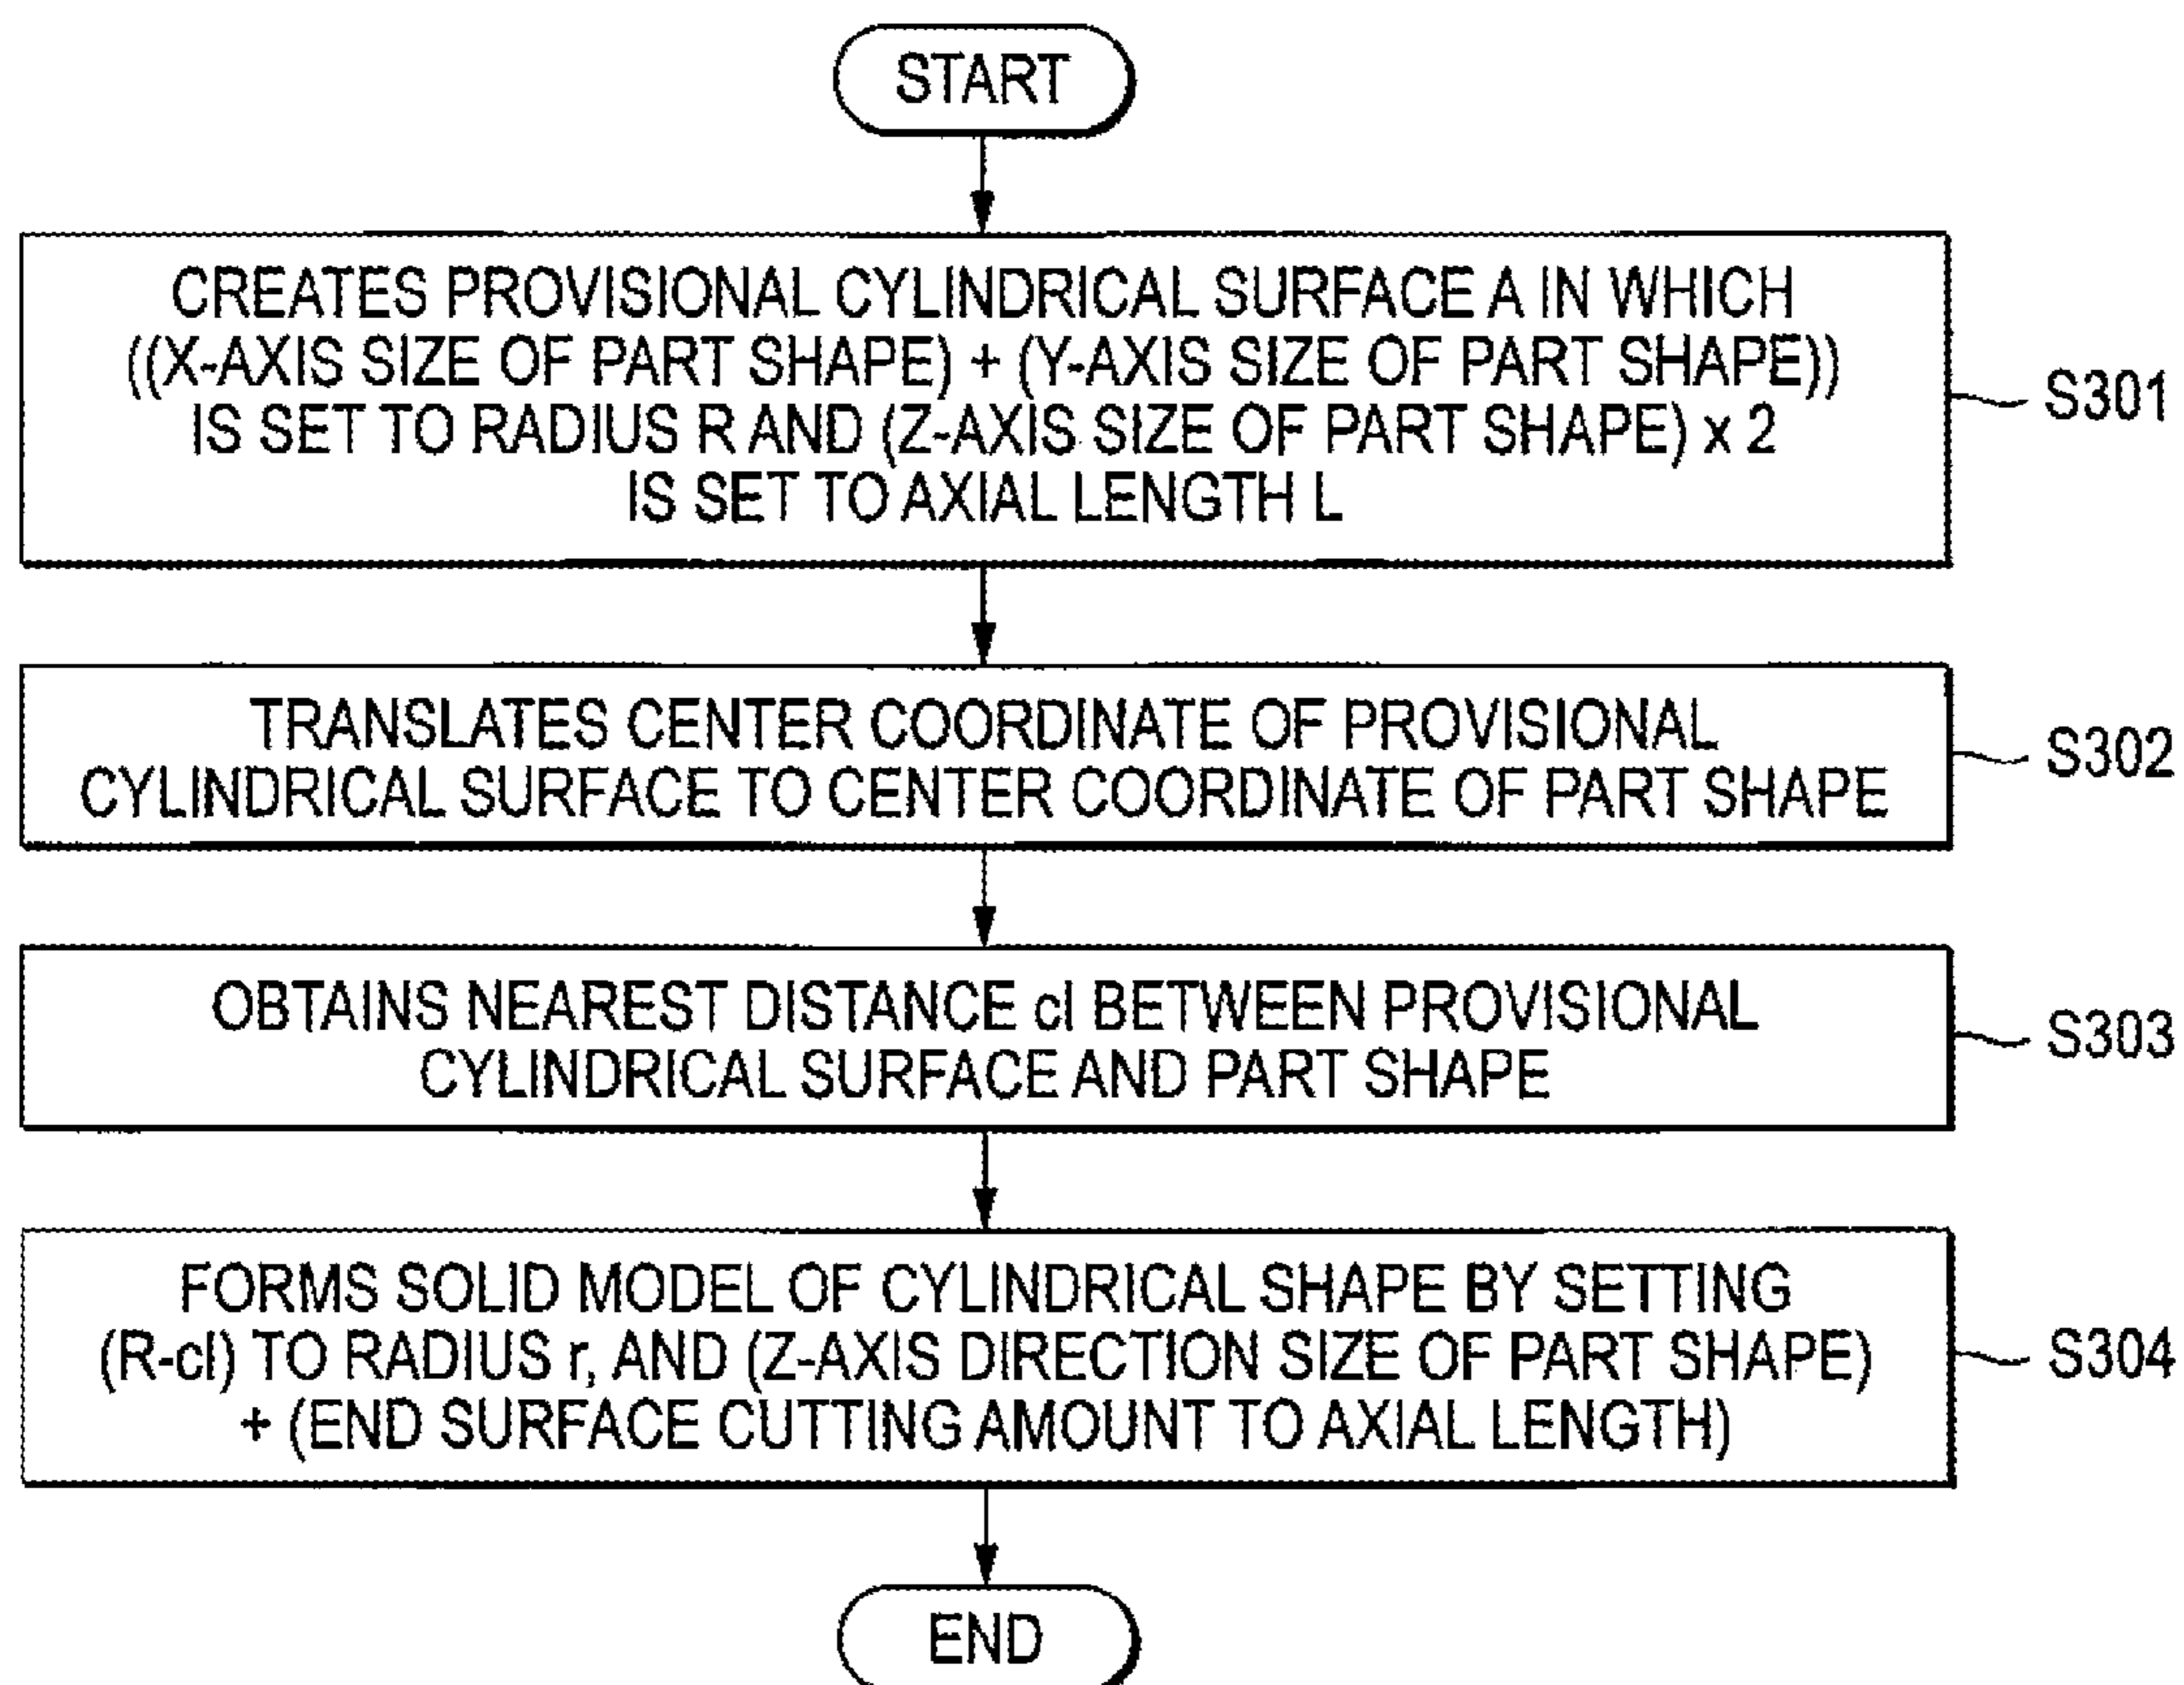 START
CREATES PROVISIONAL CYLINDRICAL SURFACE A IN WHICH
((X-AXIS SIZE OF PART SHAPE) + (Y-AXIS SIZE OF PART SHAPE))
IS SET TO RADIUS R AND (Z-AXIS SIZE OF PART SHAPE) x 2
IS SET TO AXIAL LENGTH L
S301
TRANSLATES CENTER COORDINATE OF PROVISIONAL
CYLINDRICAL SURFACE TO CENTER COORDINATE OF PART SHAPE
S302
OBTAINS NEAREST DISTANCE cl BETWEEN PROVISIONAL
CYLINDRICAL SURFACE AND PART SHAPE
S303
FORMS SOLID MODEL OF CYLINDRICAL SHAPE BY SETTING
(R-cl) TO RADIUS r, AND (Z-AXIS DIRECTION SIZE OF PART SHAPE)
+ (END SURFACE CUTTING AMOUNT TO AXIAL LENGTH)
S304
END